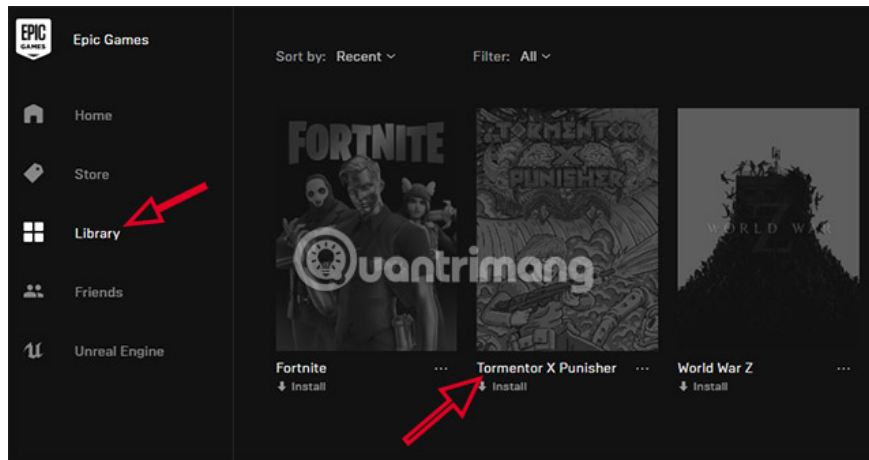 EPIC GAMES
Epic Games
Home
Store
Library
Friends
Unreal Engine
Sort by: Recent
Filter: All
FORTNITE
TORMENTOR
X
PUNISHER
WORLD WAR
Z
Quantrimang
Fortnite ...
Install
Tormentor X Punisher ...
Install
World War Z ...
Install